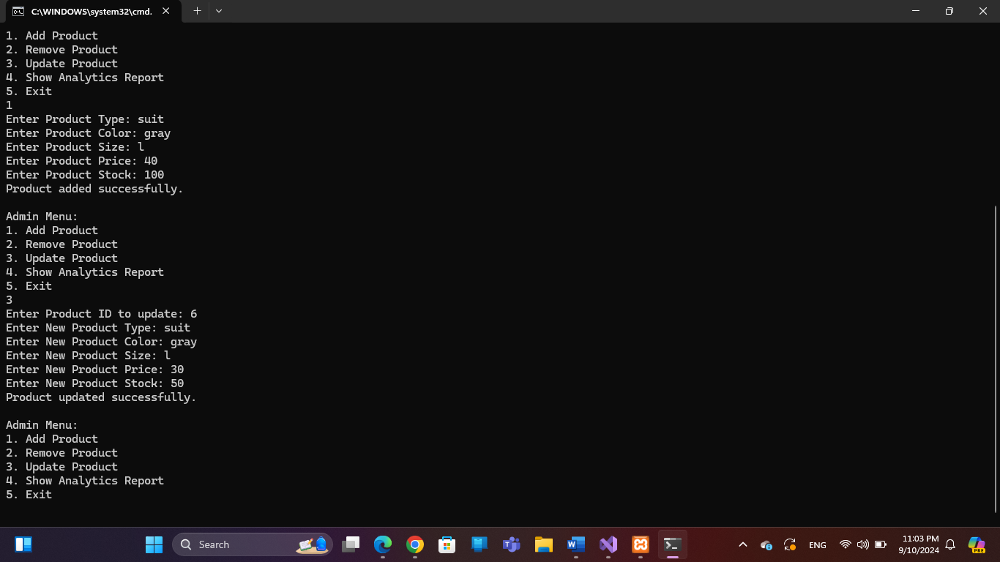 C:\WINDOWS\system32\cmd.
1. Add Product
2. Remove Product
3. Update Product
4. Show Analytics Report
5. Exit
1
Enter Product Type: suit
Enter Product Color: gray
Enter Product Size: l
Enter Product Price: 40
Enter Product Stock: 100
Product added successfully.
Admin Menu:
1. Add Product
2. Remove Product
3. Update Product
4. Show Analytics Report
5. Exit
3
Enter Product ID to update: 6
Enter New Product Type: suit
Enter New Product Color: gray
Enter New Product Size: l
Enter New Product Price: 30
Enter New Product Stock: 50
Product updated successfully.
Admin Menu:
1. Add Product
2. Remove Product
3. Update Product
4. Show Analytics Report
5. Exit
Search
ENG
11:03 PM
9/10/2024
PRE